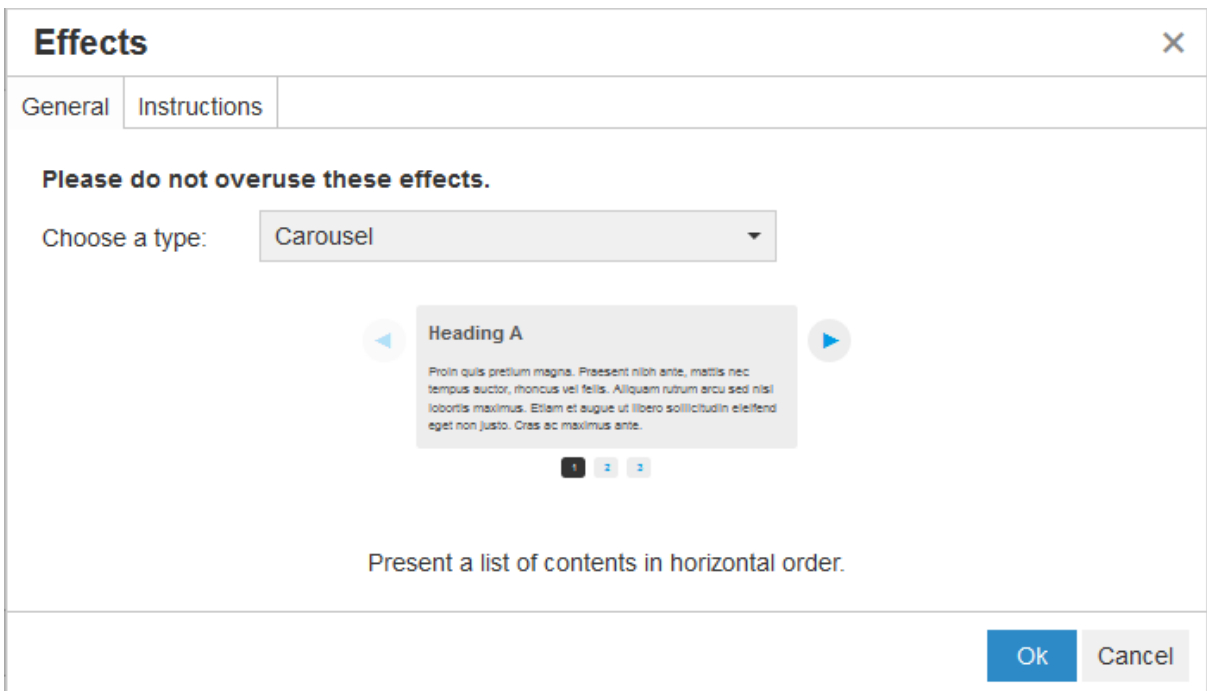 Effects
General
Instructions
Please do not overuse these effects.
Choose a type:
Carousel
Heading A
Proin quis pretium magna. Praesent nibh ante, mattis nec
tempus auctor, rhoncus vel felis. Aliquam rutrum arcu sed nisl
lobortis maximus. Etiam et augue ut libero sollicitudin eleifend
eget non justo. Cras ac maximus ante.
1 2 3
Present a list of contents in horizontal order.
Ok
Cancel